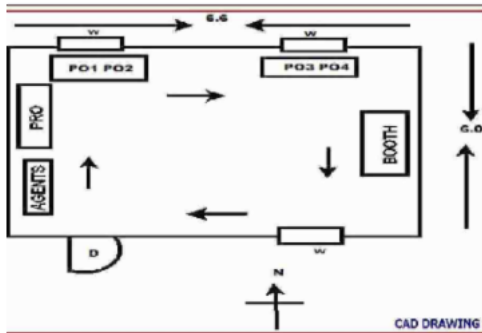 6.6
W
W
PO1 PO2
PO3 PO4
PRO
BOOTH
6.0
AGENTS
D
W
N
CAD DRAWING